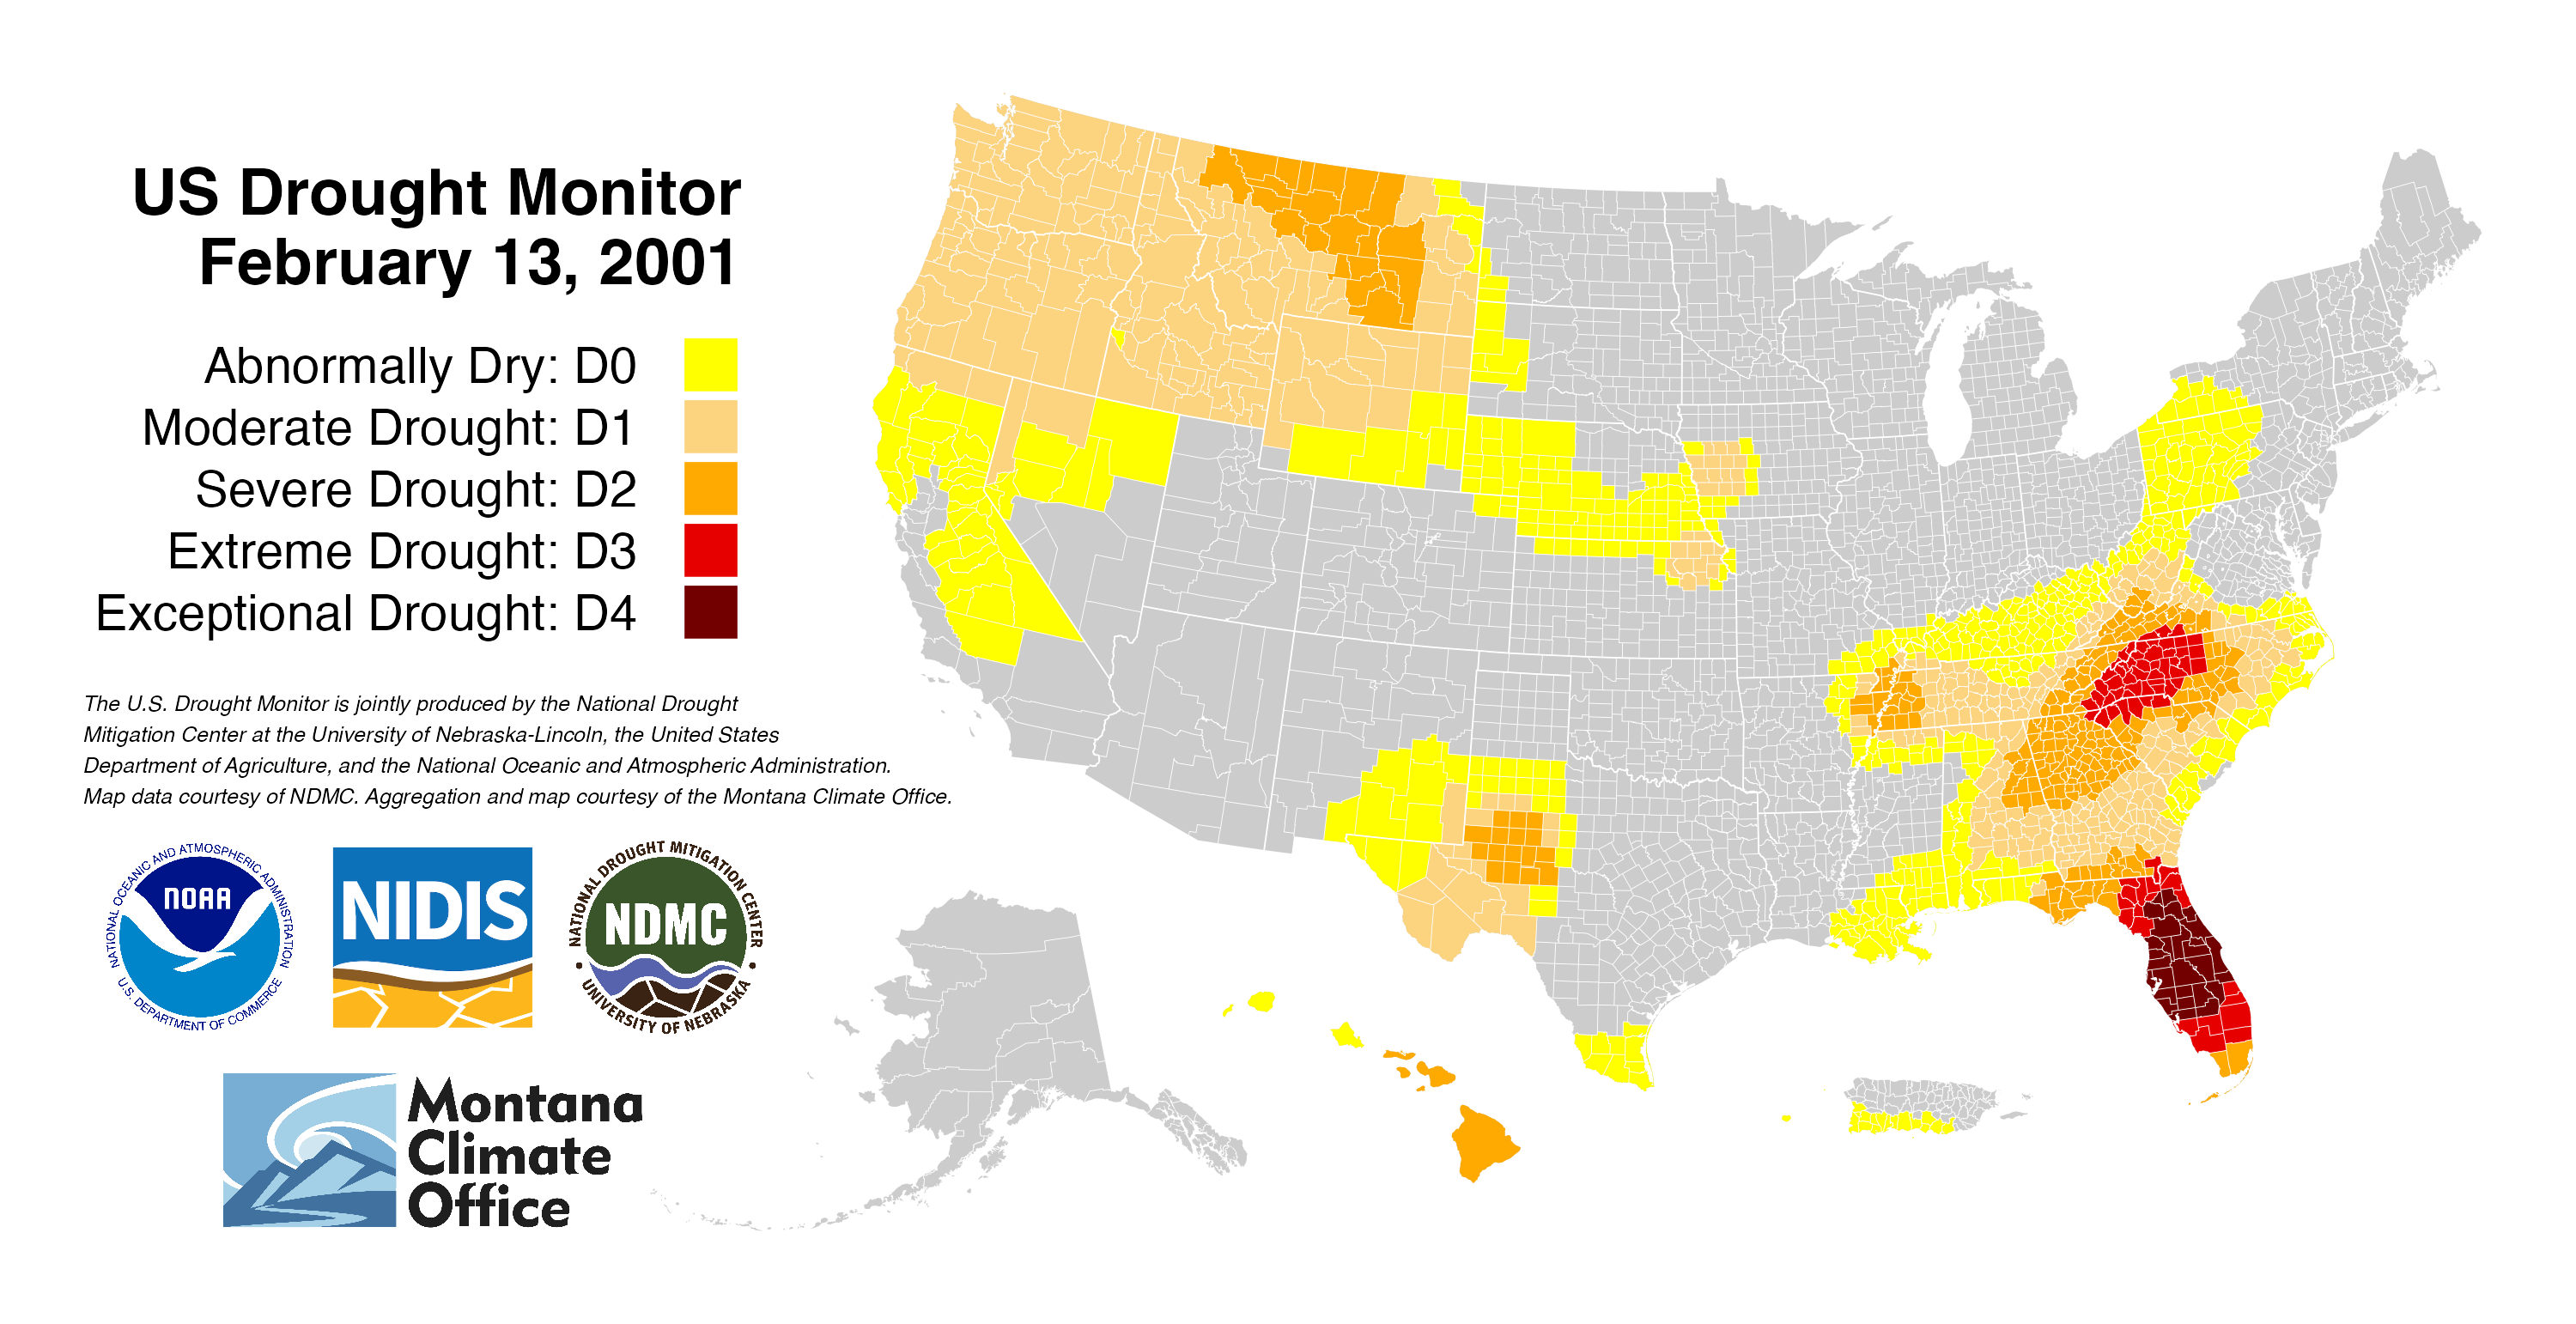 US Drought Monitor
February 13, 2001
Abnormally Dry: D0
Moderate Drought: D1
Severe Drought: D2
Extreme Drought: D3
Exceptional Drought: D4
The U.S. Drought Monitor is jointly produced by the National Drought
Mitigation Center at the University of Nebraska-Lincoln, the United States
Department of Agriculture, and the National Oceanic and Atmospheric Administration.
Map data courtesy of NDMC. Aggregation and map courtesy of the Montana Climate Office.
NATIONAL OCEANIC AND ATMOSPHERIC ADMINISTRATION
NOAA
U.S. DEPARTMENT OF COMMERCE
NIDIS
NATIONAL DROUGHT MITIGATION CENTER
NDMC
UNIVERSITY OF NEBRASKA
Montana
Climate
Office